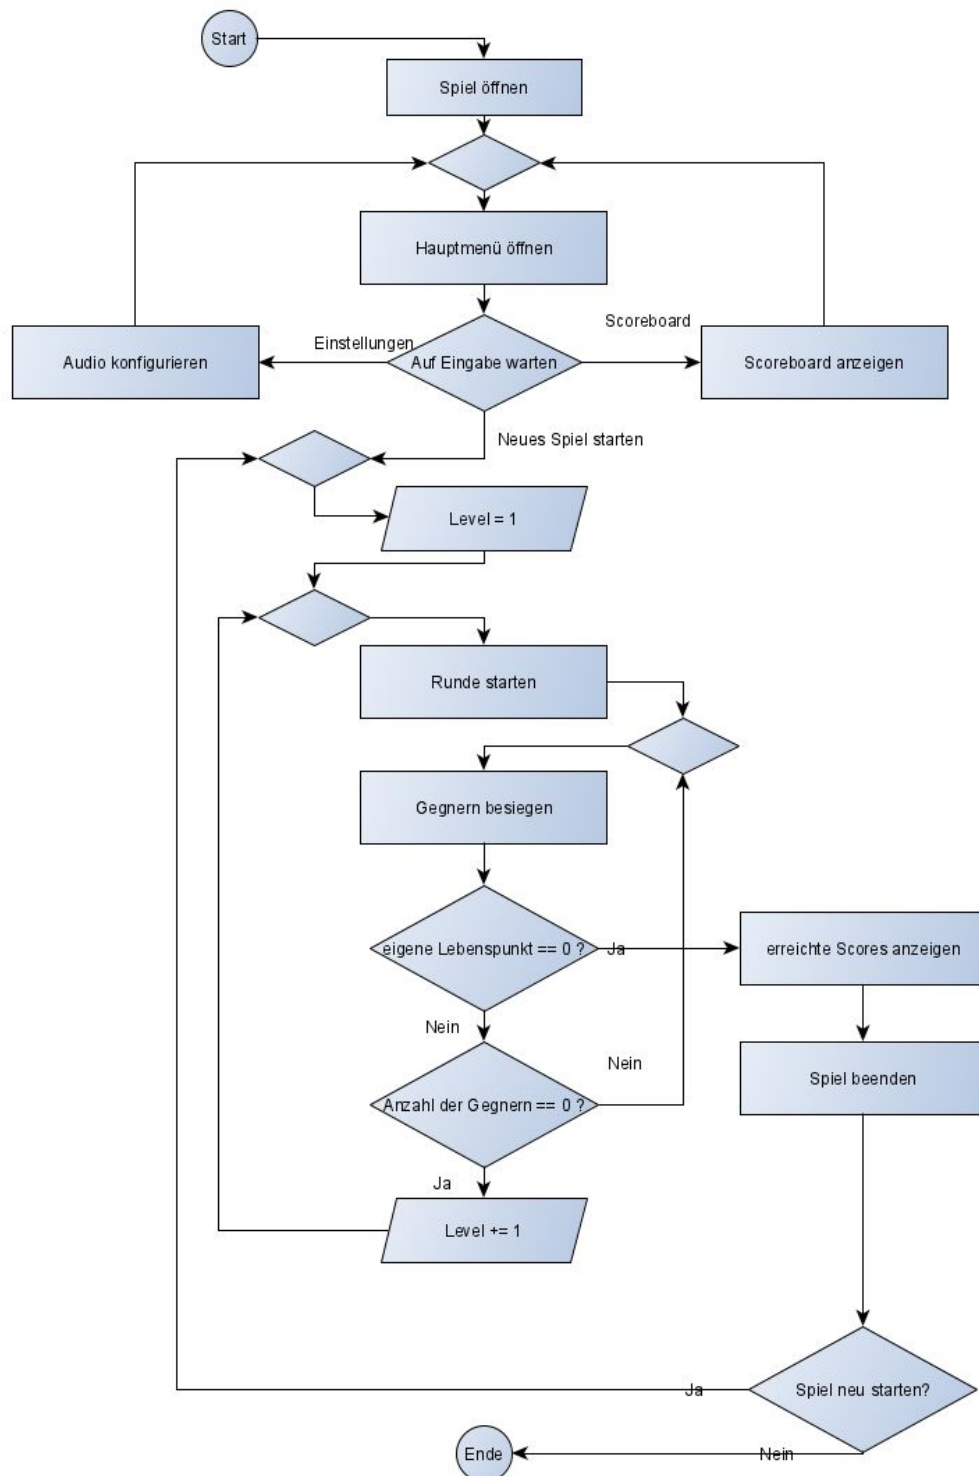 Start
Spiel öffnen
Hauptmenü öffnen
Scoreboard
Einstellungen
Audio konfigurieren
Auf Eingabe warten
Scoreboard anzeigen
Neues Spiel starten
Level = 1
Runde starten
Gegnern besiegen
eigene Lebenspunkt == 0 ?
Ja
erreichte Scores anzeigen
Nein
Nein
Spiel beenden
Anzahl der Gegnern == 0 ?
Ja
Level += 1
Ja
Spiel neu starten?
Ende
Nein